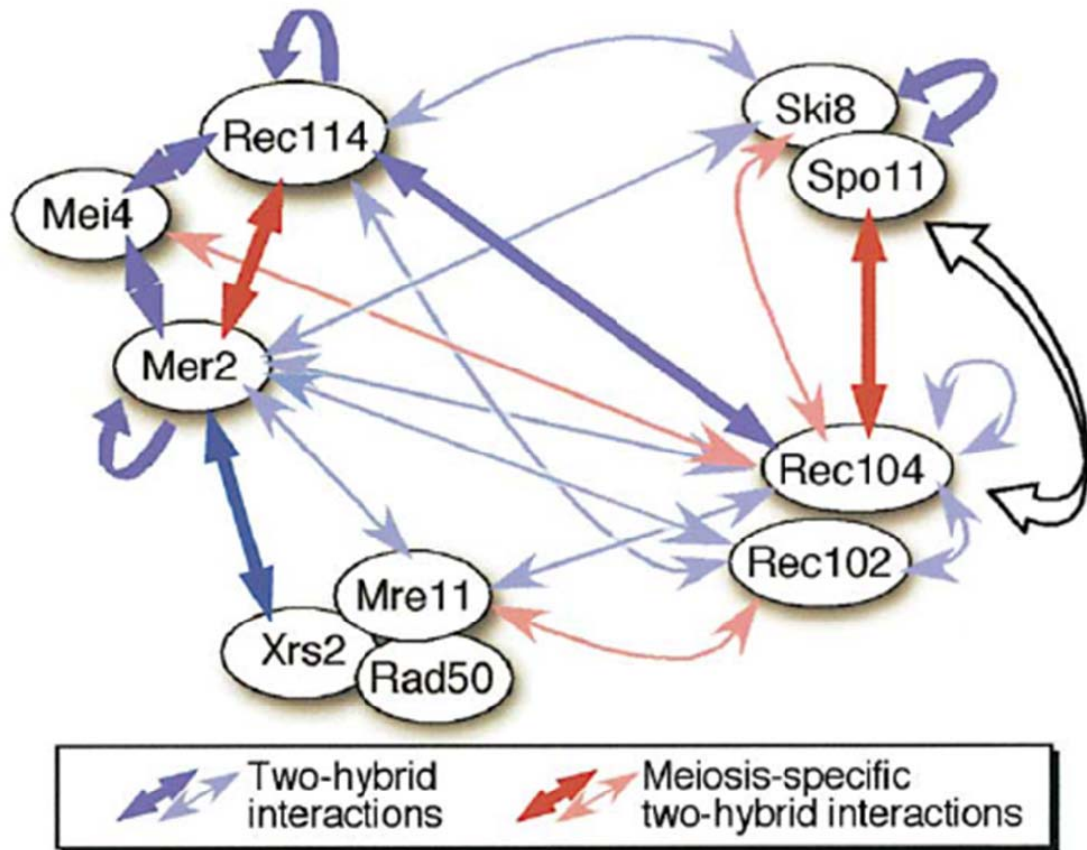 Rec114
Ski8
Spo11
Mei4
Mer2
Rec104
Rec102
Mre11
Xrs2
Rad50
Two-hybrid
interactions
Meiosis-specific
two-hybrid interactions